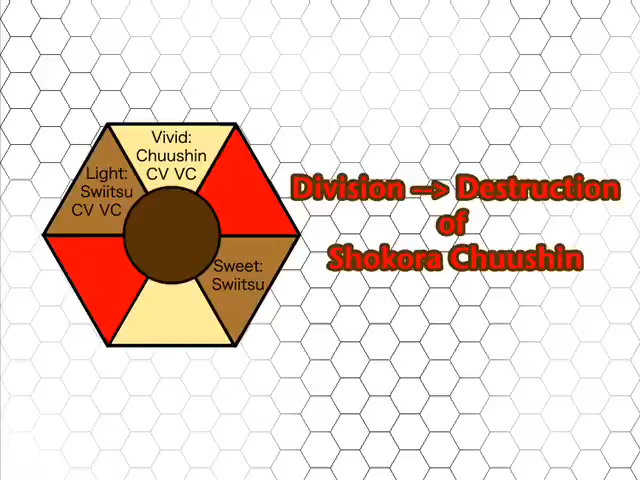 Vivid:
Chuushin
CV VC
Light:
Swiitsu
CV VC
Sweet:
Swiitsu
Division --> Destruction
of
Shokora Chuushin